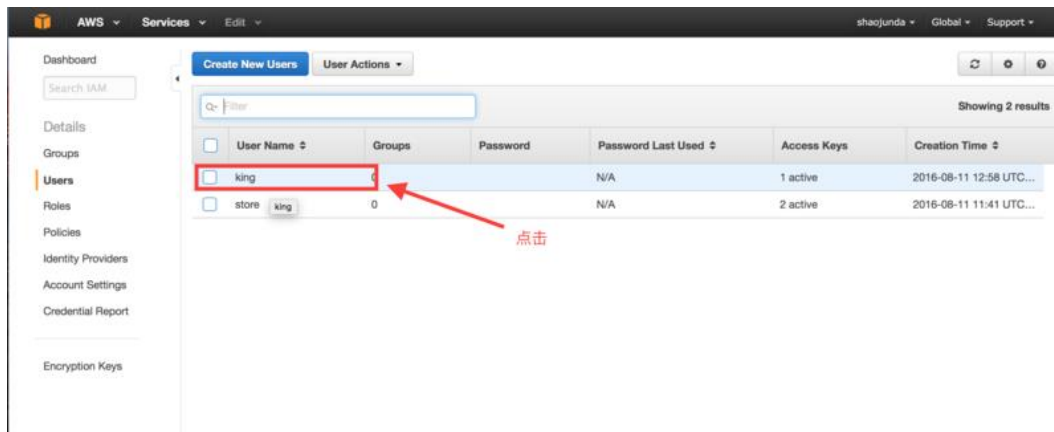 AWS Services Edit shaojunda Global Support
Dashboard
Search IAM
Details
Groups
Users
Roles
Policies
Identity Providers
Account Settings
Credential Report
Encryption Keys
Create New Users User Actions
Filter
Showing 2 results
User Name Groups Password Password Last Used Access Keys Creation Time
king 0 N/A 1 active 2016-08-11 12:58 UTC...
store 0 N/A 2 active 2016-08-11 11:41 UTC...
king
点击